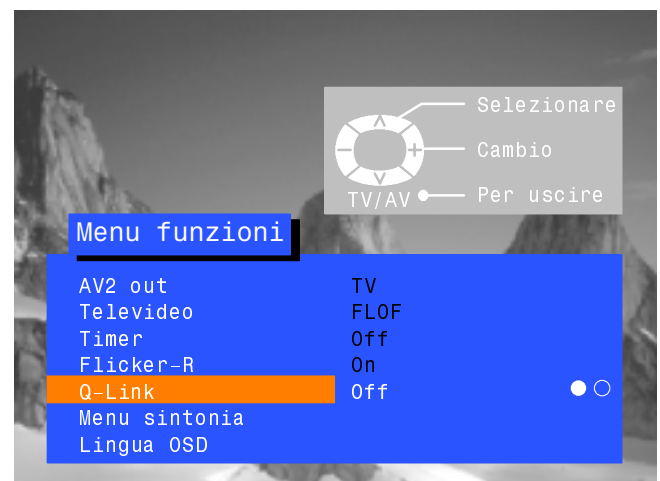 Selezionare
Cambio
TV/AV Per uscire
Menu funzioni
AV2 out TV
Televideo FLOF
Timer Off
Flicker-R On
Q-Link Off
Menu sintonia
Lingua OSD